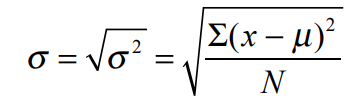 σ = √σ² = √(Σ(x − μ)² / N)